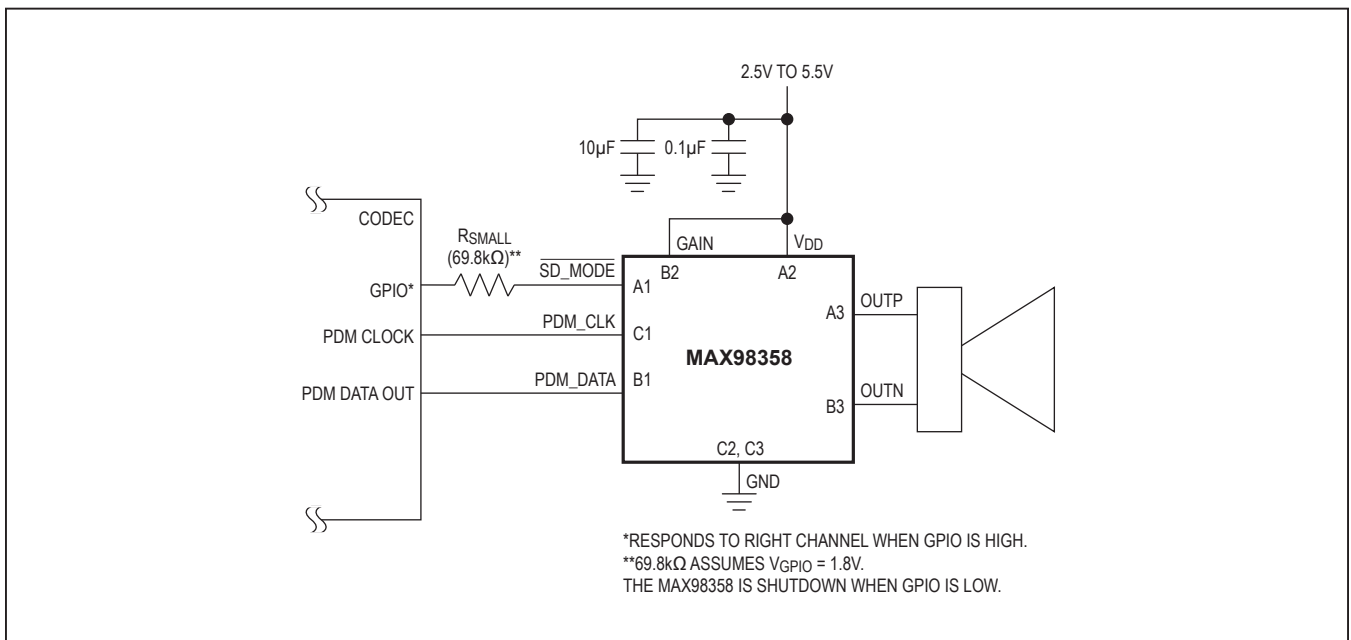 2.5V TO 5.5V
10µF
0.1µF
CODEC
RSMALL
(69.8kΩ)**
SD_MODE
GAIN
VDD
B2
A2
GPIO*
A1
A3
OUTP
PDM CLOCK
PDM_CLK
C1
MAX98358
PDM DATA OUT
PDM_DATA
B1
B3
OUTN
C2, C3
GND
*RESPONDS TO RIGHT CHANNEL WHEN GPIO IS HIGH.
**69.8kΩ ASSUMES VGPIO = 1.8V.
THE MAX98358 IS SHUTDOWN WHEN GPIO IS LOW.